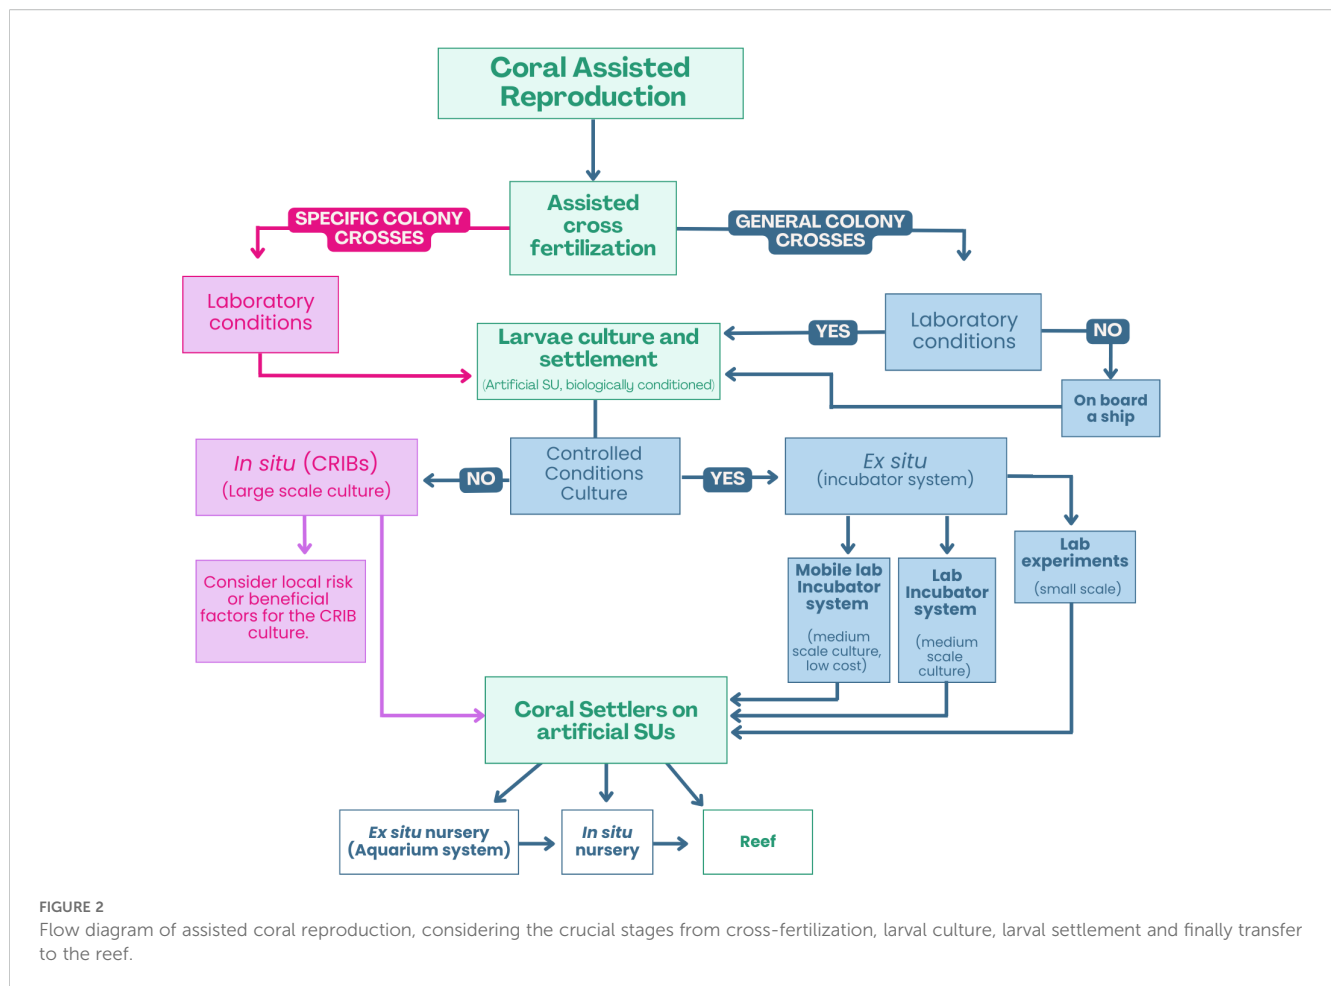 Coral Assisted
Reproduction
Assisted
cross
fertilization
SPECIFIC COLONY
CROSSES
GENERAL COLONY
CROSSES
Laboratory
conditions
Laboratory
conditions
YES
NO
Larvae culture and
settlement
(Artificial SU, biologically conditioned)
On board
a ship
In situ (CRIBs)
(Large scale culture)
NO
Controlled
Conditions
Culture
YES
Ex situ
(incubator system)
Consider local risk
or beneficial
factors for the CRIB
culture.
Mobile lab
Incubator
system
(medium
scale culture,
low cost)
Lab
Incubator
system
(medium
scale
culture)
Lab
experiments
(small scale)
Coral Settlers on
artificial SUs
Ex situ nursery
(Aquarium system)
In situ
nursery
Reef
FIGURE 2
Flow diagram of assisted coral reproduction, considering the crucial stages from cross-fertilization, larval culture, larval settlement and finally transfer
to the reef.